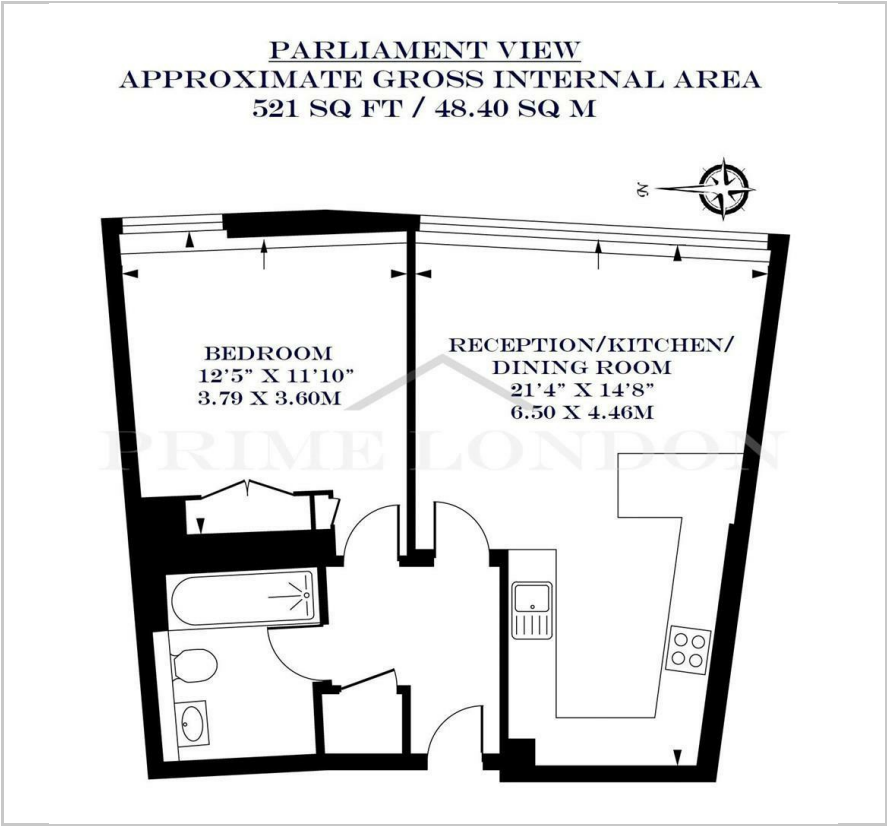 PARLIAMENT VIEW
APPROXIMATE GROSS INTERNAL AREA
521 SQ FT / 48.40 SQ M
N
BEDROOM
12'5" X 11'10"
3.79 X 3.60M
RECEPTION/KITCHEN/
DINING ROOM
21'4" X 14'8"
6.50 X 4.46M
PRIME LONDON